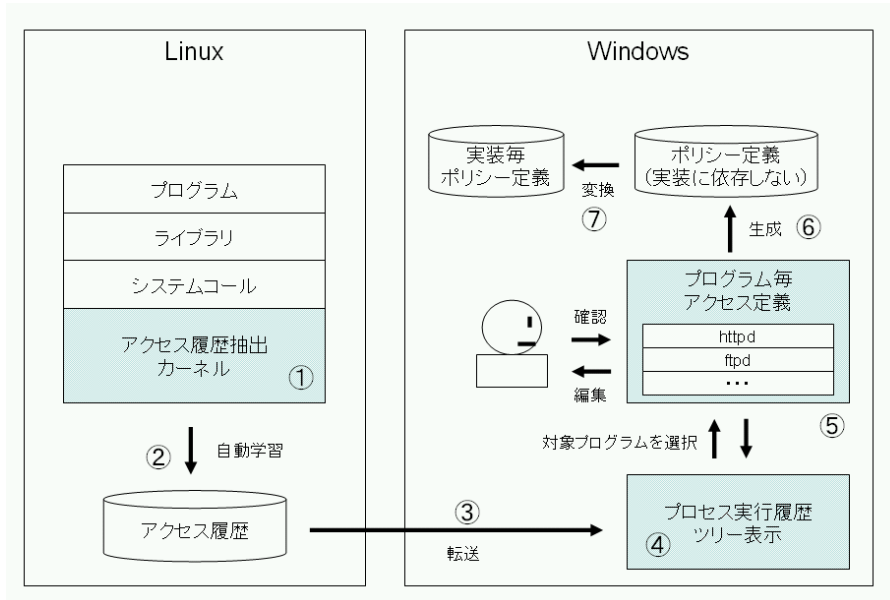 Linux
プログラム
ライブラリ
システムコール
アクセス履歴抽出
カーネル
①
②
自動学習
アクセス履歴
③
転送
Windows
実装毎
ポリシー定義
変換
⑦
ポリシー定義
(実装に依存しない)
生成
⑥
プログラム毎
アクセス定義
httpd
ftpd
・・・
⑤
確認
編集
対象プログラムを選択
プロセス実行履歴
ツリー表示
④